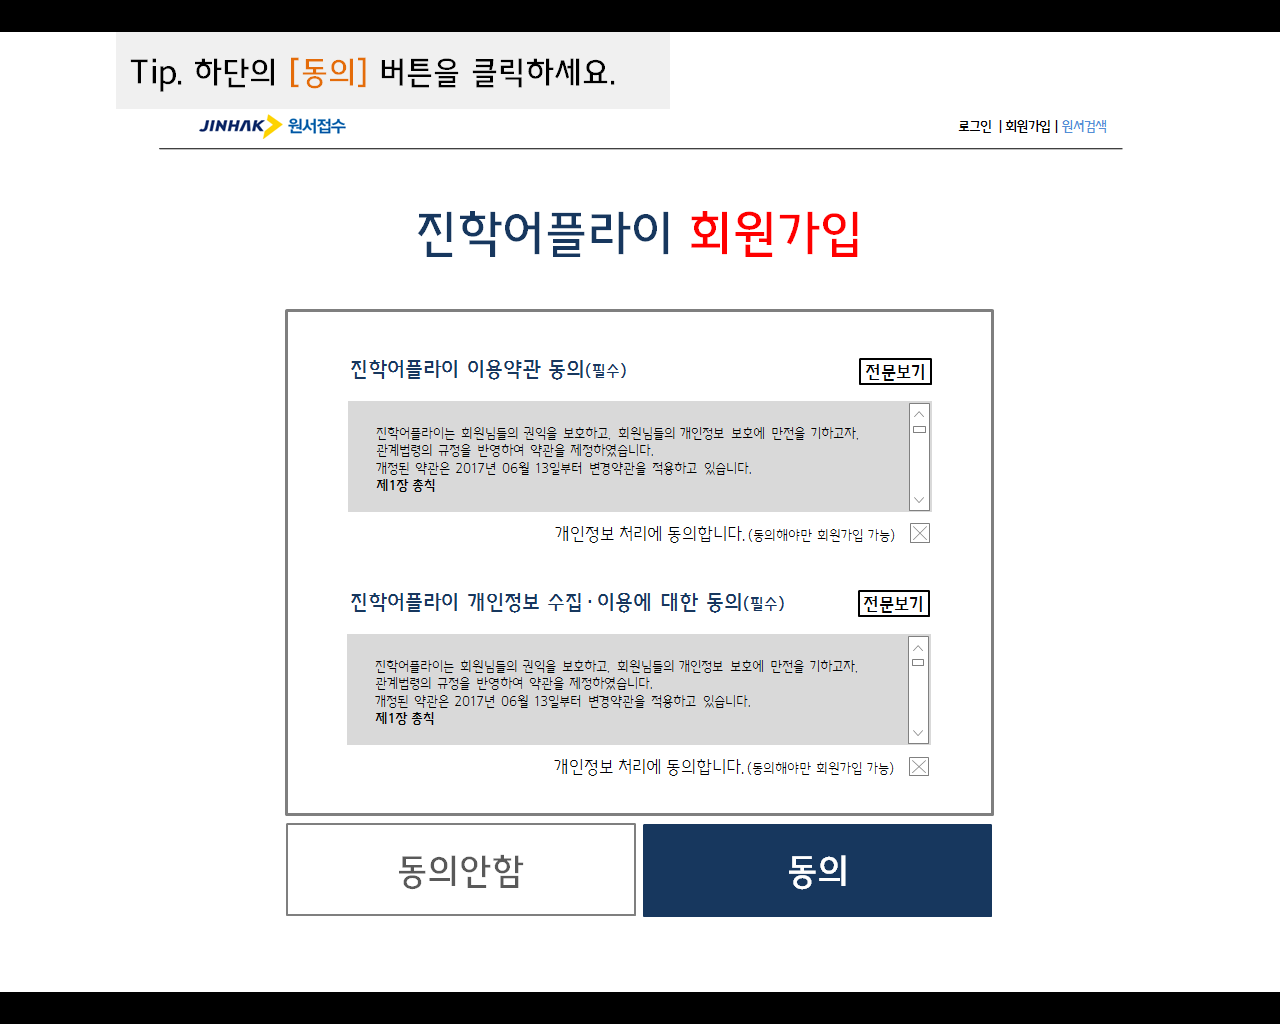 Tip. 하단의 [동의] 버튼을 클릭하세요.
JINHAK 원서접수
로그인 | 회원가입 | 원서검색
진학어플라이 회원가입
진학어플라이 이용약관 동의(필수)
전문보기
진학어플라이는 회원님들의 권익을 보호하고, 회원님들의 개인정보 보호에 만전을 기하고자,
관계법령의 규정을 반영하여 약관을 제정하였습니다.
개정된 약관은 2017년 06월 13일부터 변경약관을 적용하고 있습니다.
제1장 총칙
개인정보 처리에 동의합니다.(동의해야만 회원가입 가능)
진학어플라이 개인정보 수집·이용에 대한 동의(필수)
전문보기
진학어플라이는 회원님들의 권익을 보호하고, 회원님들의 개인정보 보호에 만전을 기하고자,
관계법령의 규정을 반영하여 약관을 제정하였습니다.
개정된 약관은 2017년 06월 13일부터 변경약관을 적용하고 있습니다.
제1장 총칙
개인정보 처리에 동의합니다.(동의해야만 회원가입 가능)
동의안함
동의